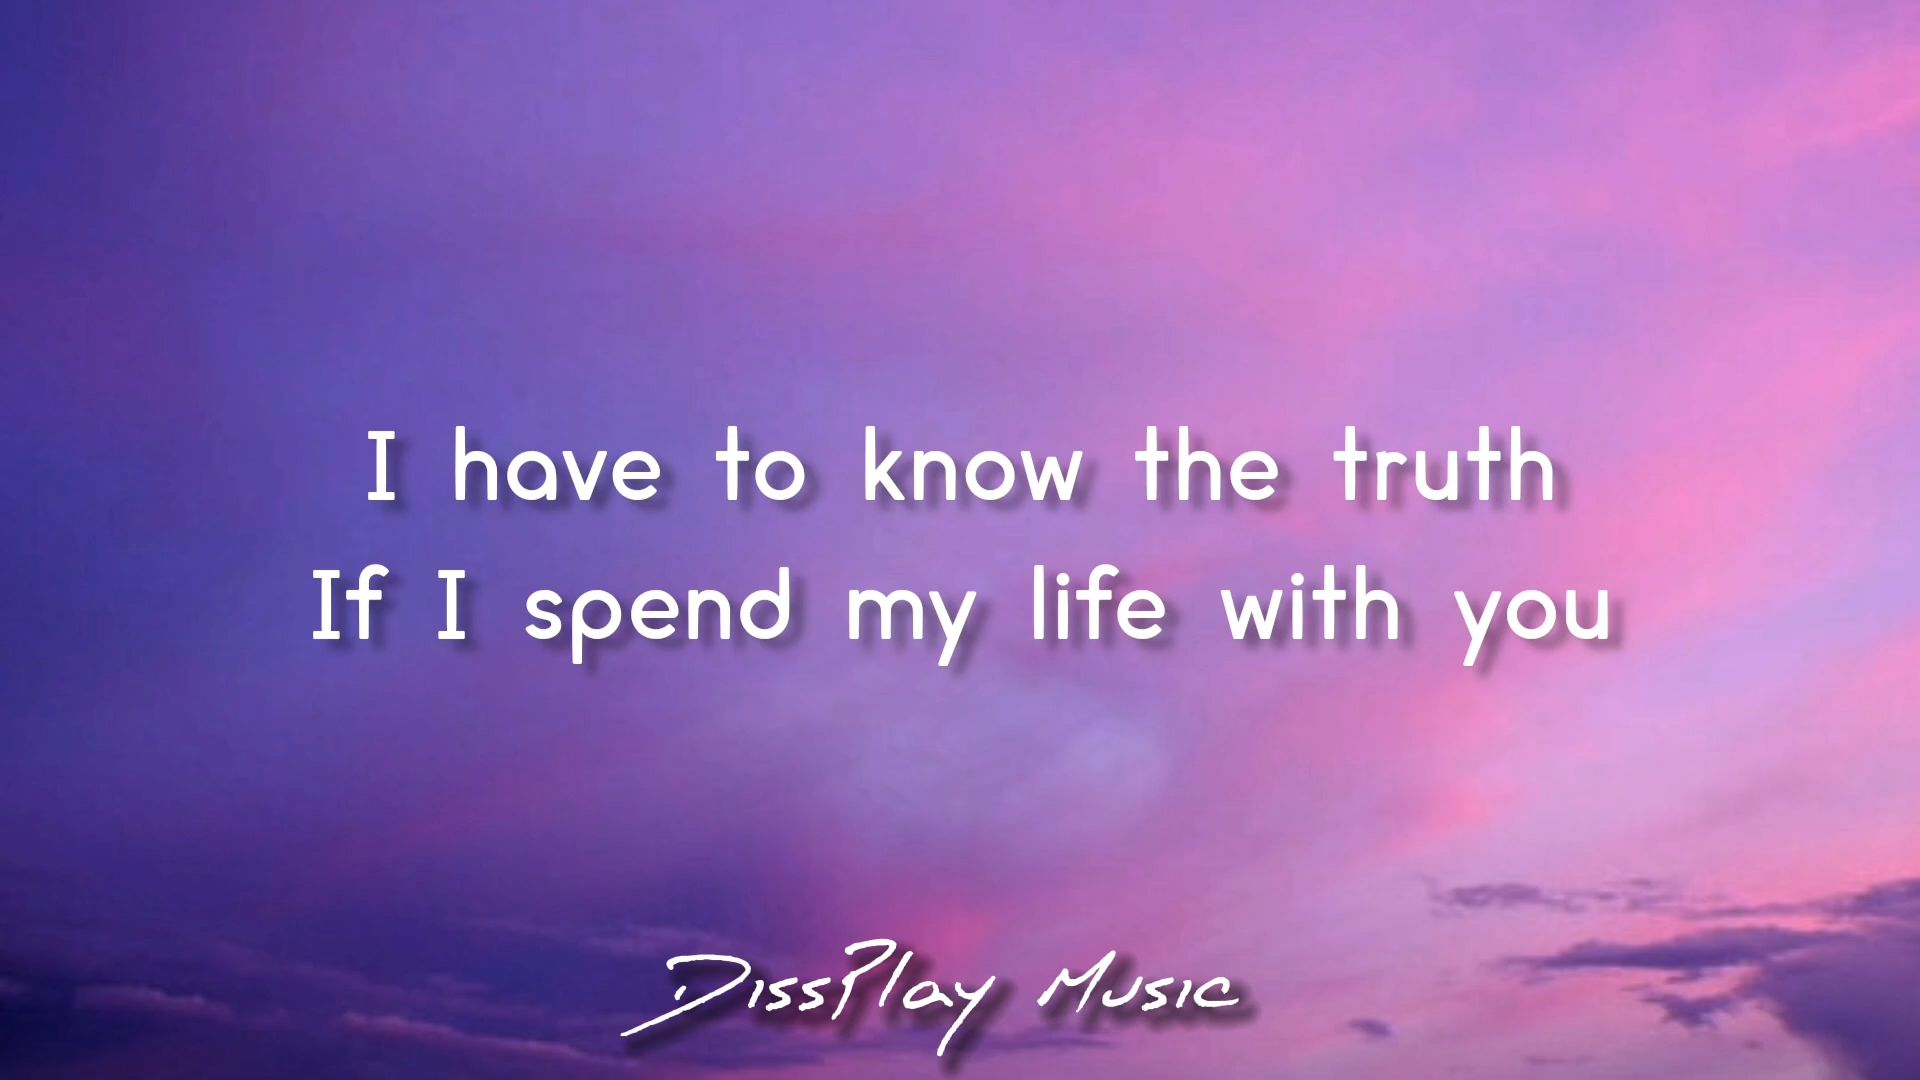 I have to know the truth
If I spend my life with you
DissPlay Music